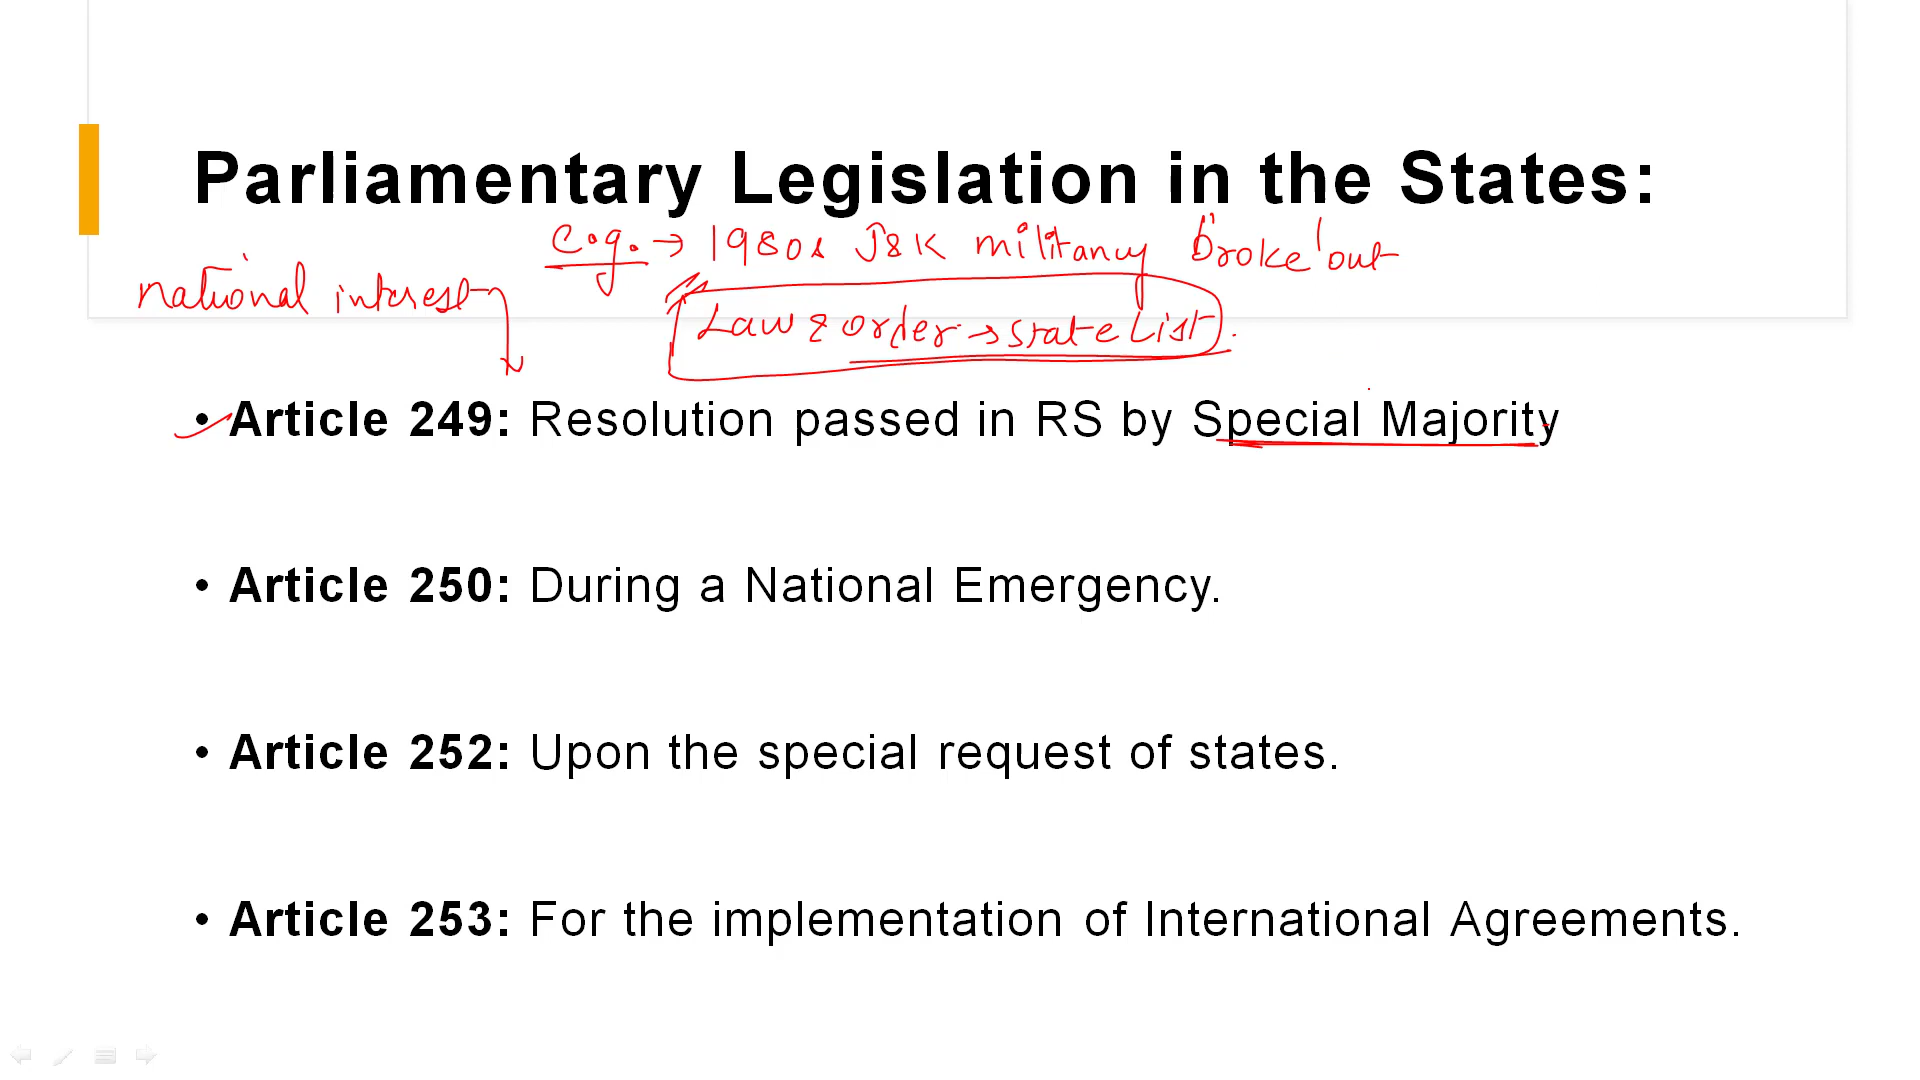 Parliamentary Legislation in the States:
e.g. → 1980s J&K militancy broke out
national interest
Law & order → State List.
• Article 249: Resolution passed in RS by Special Majority
• Article 250: During a National Emergency.
• Article 252: Upon the special request of states.
• Article 253: For the implementation of International Agreements.